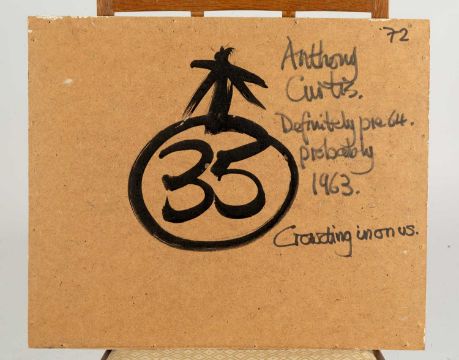 '72
Anthony
Curtis.
Definitely pre 64.
probably
1963.
35
Crowding in on us.